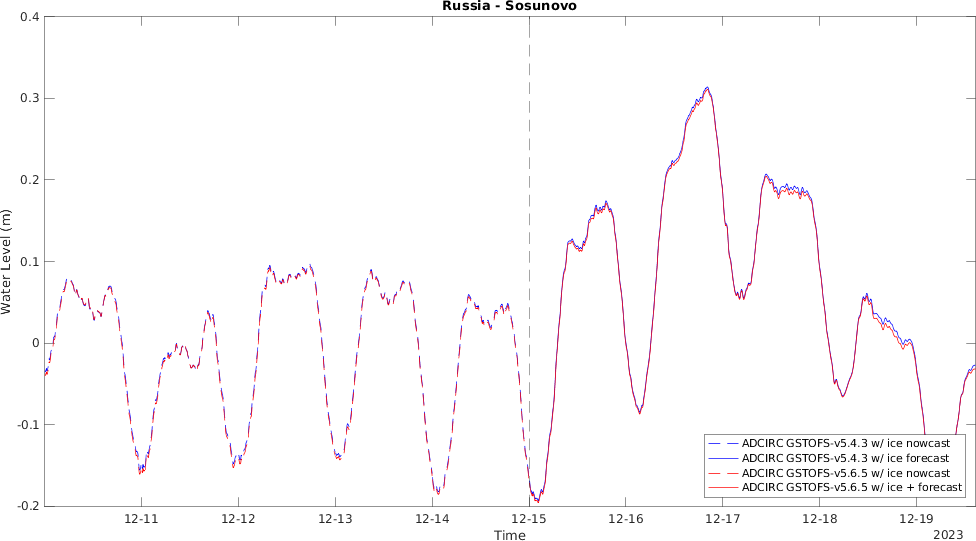 Russia - Sosunovo
0.4
0.3
0.2
0.1
0
-0.1
-0.2
Water Level (m)
ADCIRC GSTOFS-v5.4.3 w/ ice nowcast
ADCIRC GSTOFS-v5.4.3 w/ ice forecast
ADCIRC GSTOFS-v5.6.5 w/ ice nowcast
ADCIRC GSTOFS-v5.6.5 w/ ice + forecast
12-11 12-12 12-13 12-14 12-15 12-16 12-17 12-18 12-19
Time
2023